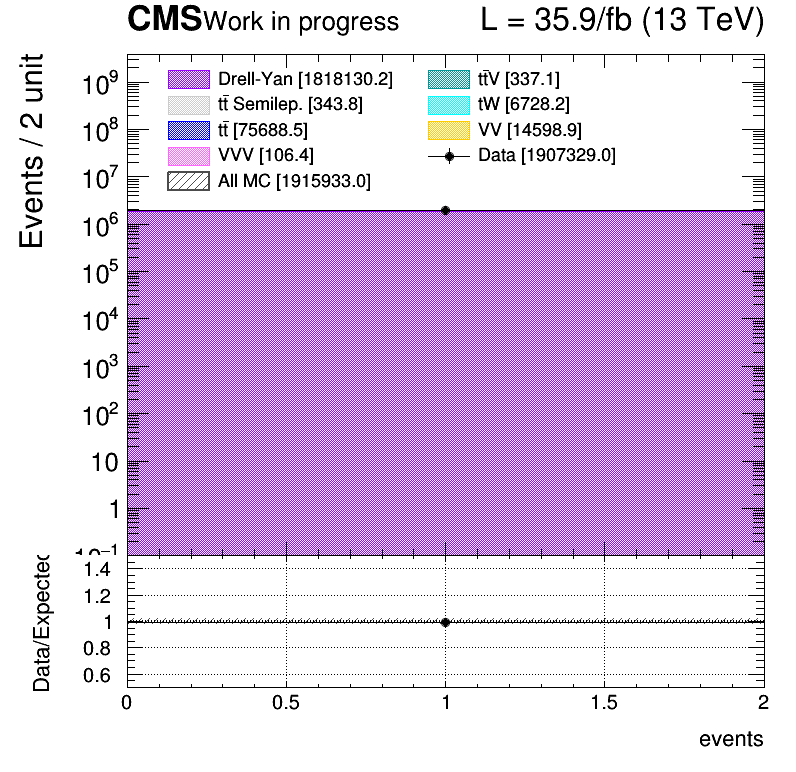 CMS Work in progress L = 35.9/fb (13 TeV)
Events / 2 unit
Drell-Yan [1818130.2]
tt̄V [337.1]
tt̄ Semilep. [343.8]
tW [6728.2]
tt̄ [75688.5]
VV [14598.9]
VVV [106.4]
Data [1907329.0]
All MC [1915933.0]
10⁹
10⁸
10⁷
10⁶
10⁵
10⁴
10³
10²
10
1
10⁻¹
Data/Expected
1.4
1.2
1
0.8
0.6
0 0.5 1 1.5 2
events